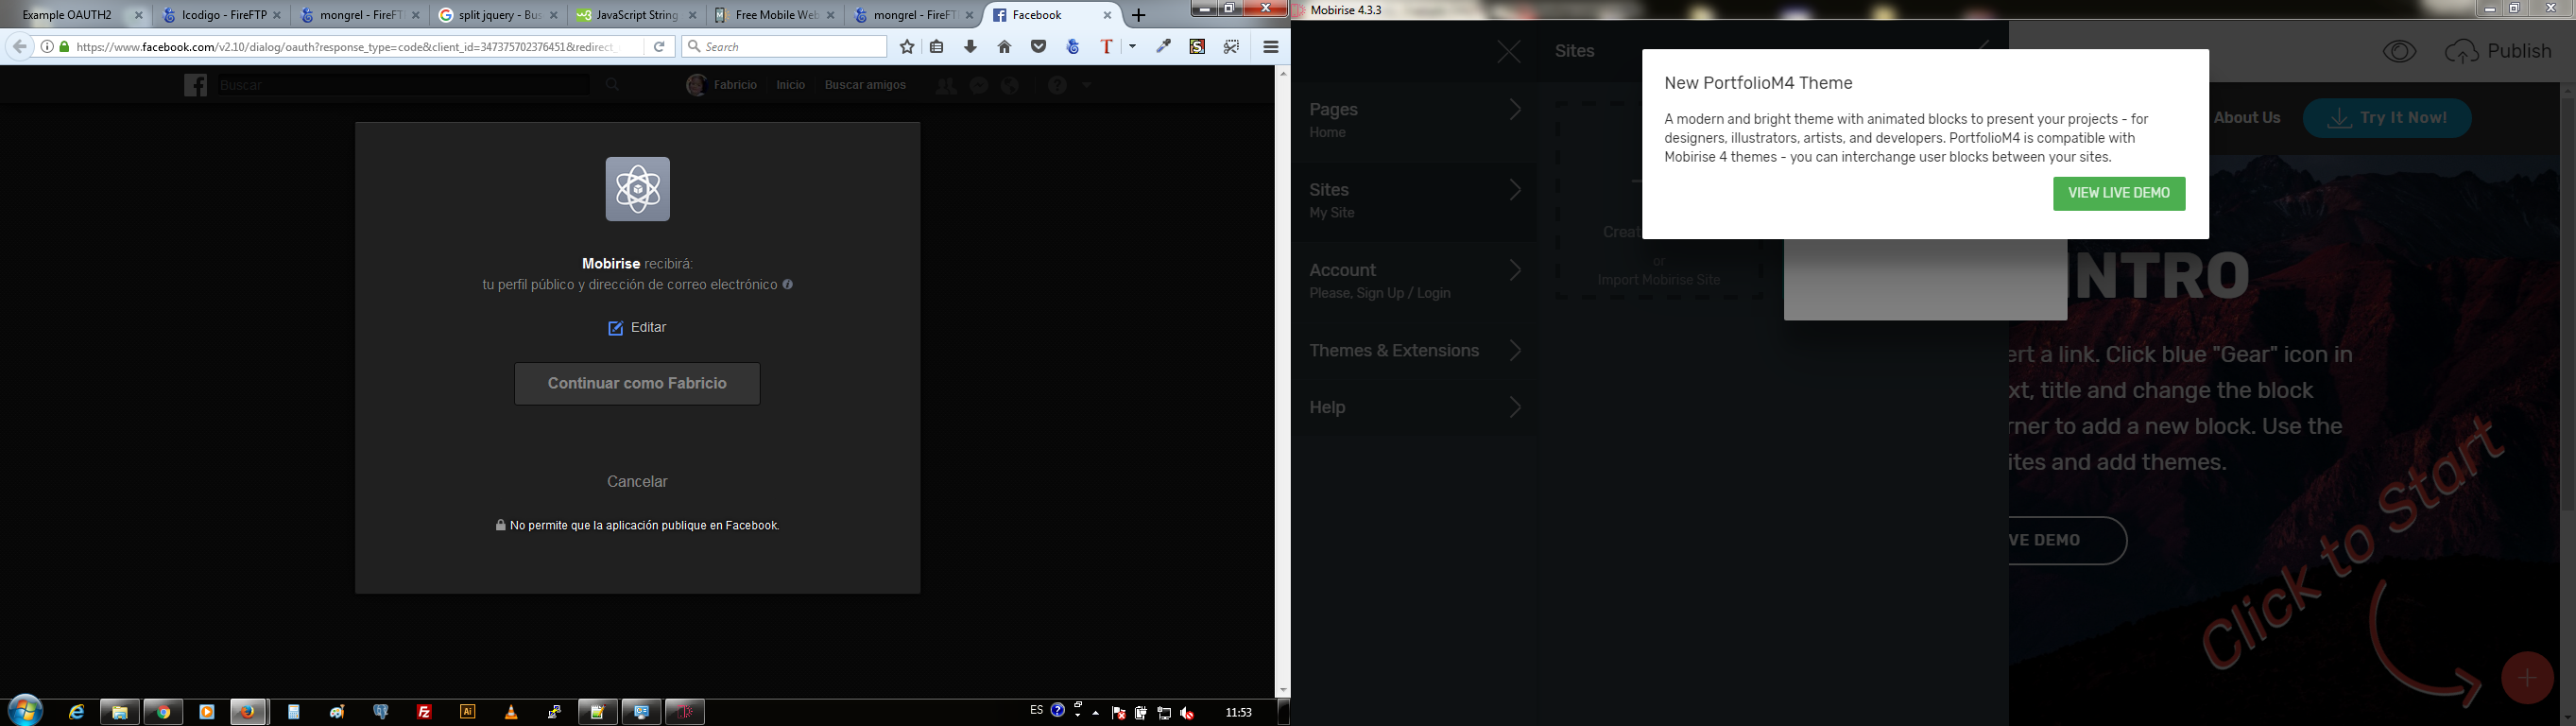 Example OAUTH2
Icodigo - FireFTP
mongrel - FireFT
split jquery - Bus
JavaScript String
Free Mobile Web
mongrel - FireFT
Facebook
https://www.facebook.com/v2.10/dialog/oauth?response_type=code&client_id=347375702376451&redirect_
Search
Buscar
Fabricio
Inicio
Buscar amigos
Mobirise recibirá:
tu perfil público y dirección de correo electrónico
Editar
Continuar como Fabricio
Cancelar
No permite que la aplicación publique en Facebook.
ES
11:53
Mobirise 4.3.3
Sites
Publish
Pages
Home
Sites
My Site
Account
Please, Sign Up / Login
Themes & Extensions
Help
New PortfolioM4 Theme
A modern and bright theme with animated blocks to present your projects - for
designers, illustrators, artists, and developers. PortfolioM4 is compatible with
Mobirise 4 themes - you can interchange user blocks between your sites.
VIEW LIVE DEMO
Creat
or
Import Mobirise Site
About Us
Try It Now!
INTRO
ert a link. Click blue "Gear" icon in
xt, title and change the block
rner to add a new block. Use the
ites and add themes.
VE DEMO
Click to Start